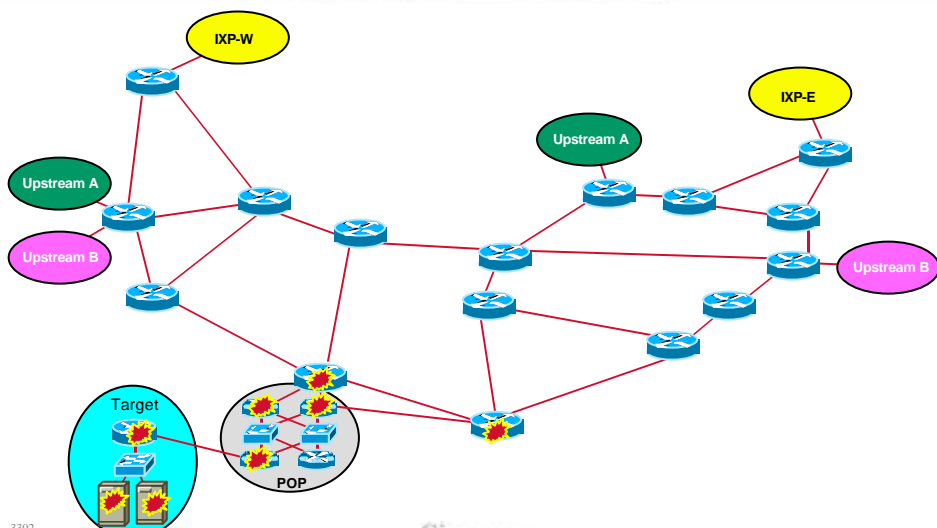 IXP-W
IXP-E
Upstream A
Upstream A
Upstream B
Upstream B
Target
POP